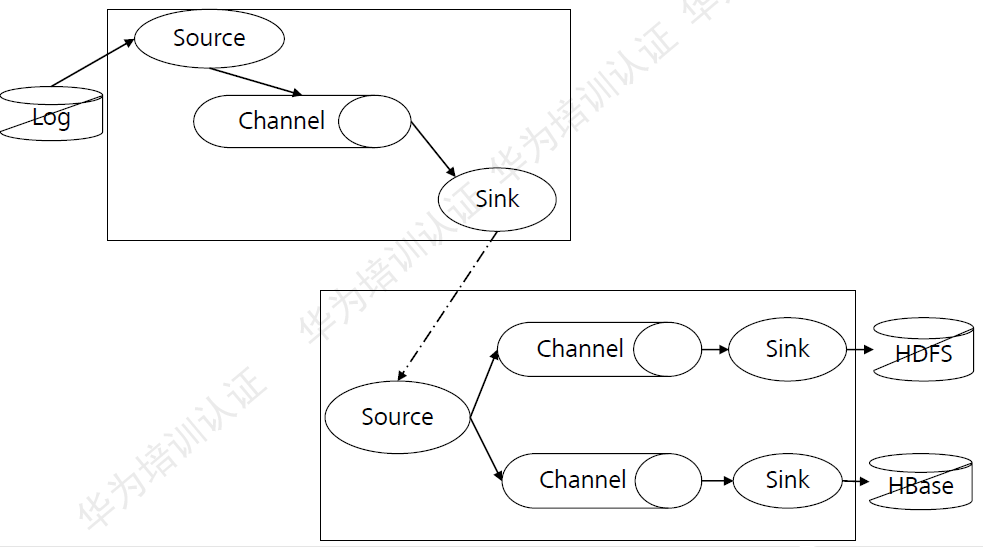 Source
Log
Channel
Sink
Channel
Sink
HDFS
Source
Channel
Sink
HBase
华为培训认证
华为培训认证
华为培训认证
华为培训认证